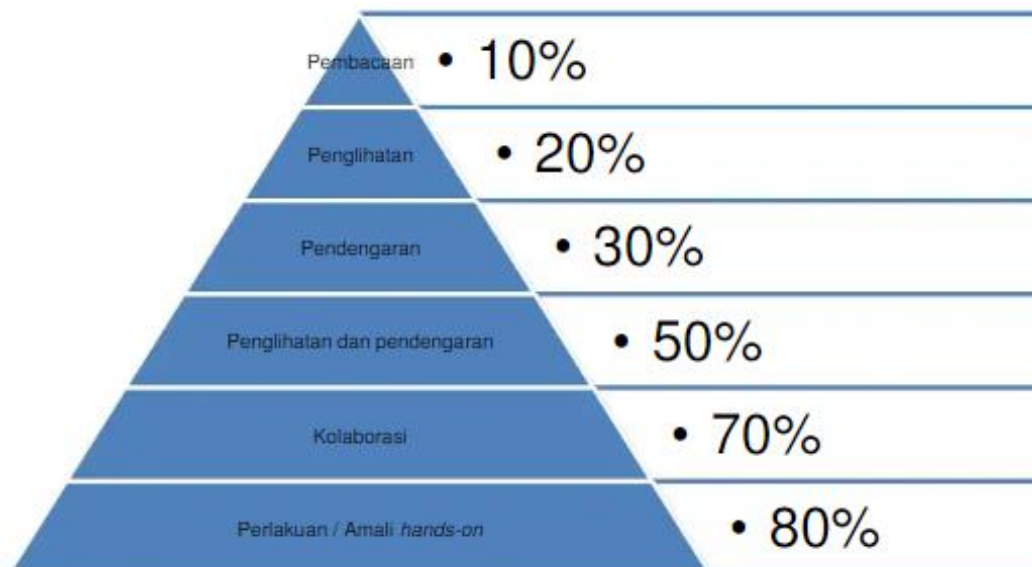 Pembacaan • 10%
Penglihatan • 20%
Pendengaran • 30%
Penglihatan dan pendengaran • 50%
Kolaborasi • 70%
Perlakuan / Amali hands-on • 80%